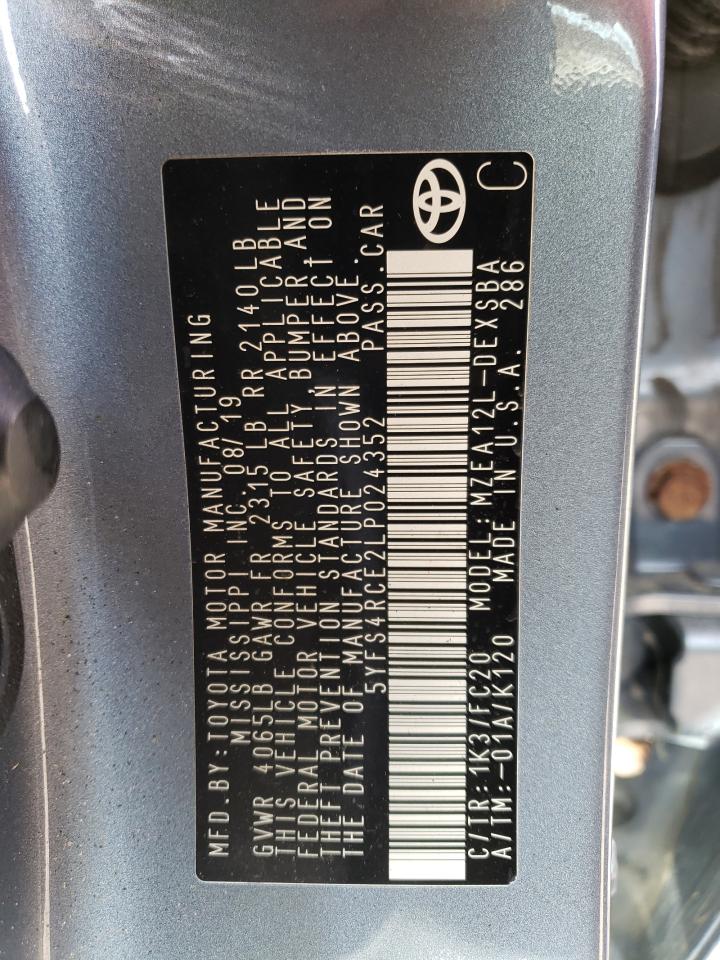 MFD.BY:TOYOTA MOTOR MANUFACTURING
MISSISSIPPI INC. 08/19
GVWR 4065LB GAWR FR 2315 LB RR 2140LB
THIS VEHICLE CONFORMS TO ALL APPLICABLE
FEDERAL MOTOR VEHICLE SAFETY, BUMPER AND
THEFT PREVENTION STANDARDS IN EFFECT ON
THE DATE OF MANUFACTURE SHOWN ABOVE.
5YFS4RCE2LP024352 PASS.CAR
C/TR:1K3/FC20 MODEL:MZEA12L-DEXSBA
A/TM:-01A/K120 MADE IN U.S.A. 286
C